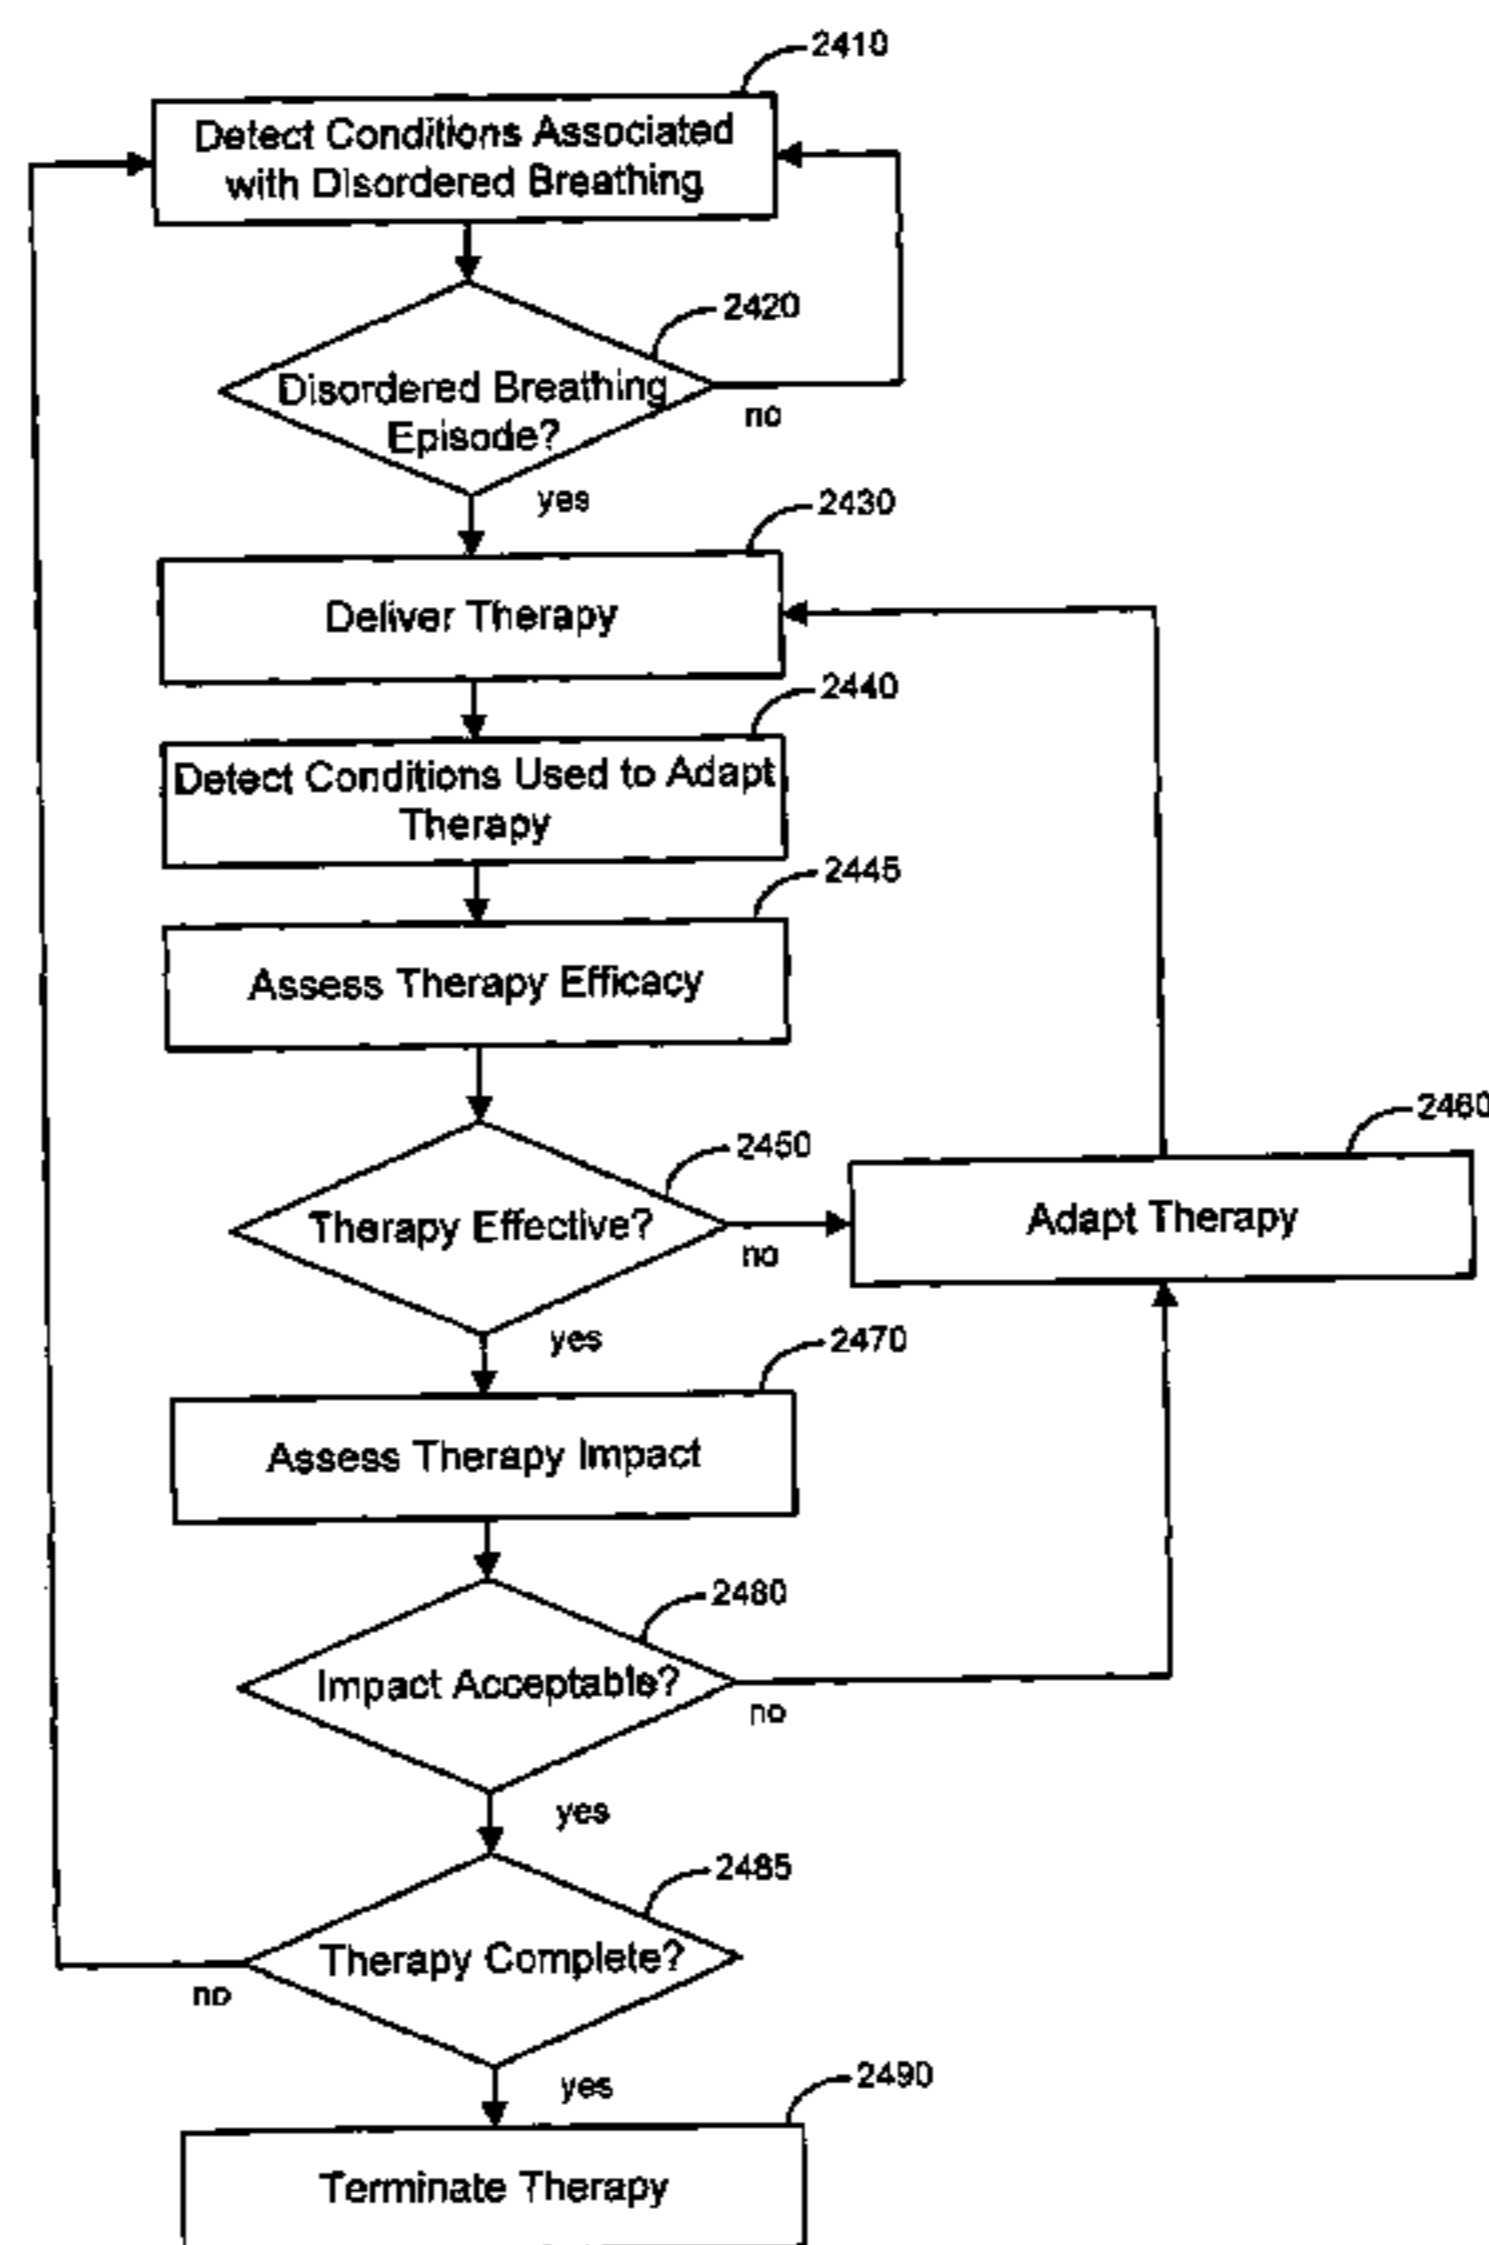 2410
Detect Conditions Associated
with Disordered Breathing
2420
Disordered Breathing
Episode?
no
yes
2430
Deliver Therapy
2440
Detect Conditions Used to Adapt
Therapy
2445
Assess Therapy Efficacy
2450
Therapy Effective?
no
2460
Adapt Therapy
yes
2470
Assess Therapy Impact
2480
Impact Acceptable?
no
yes
2485
Therapy Complete?
no
yes
2490
Terminate Therapy